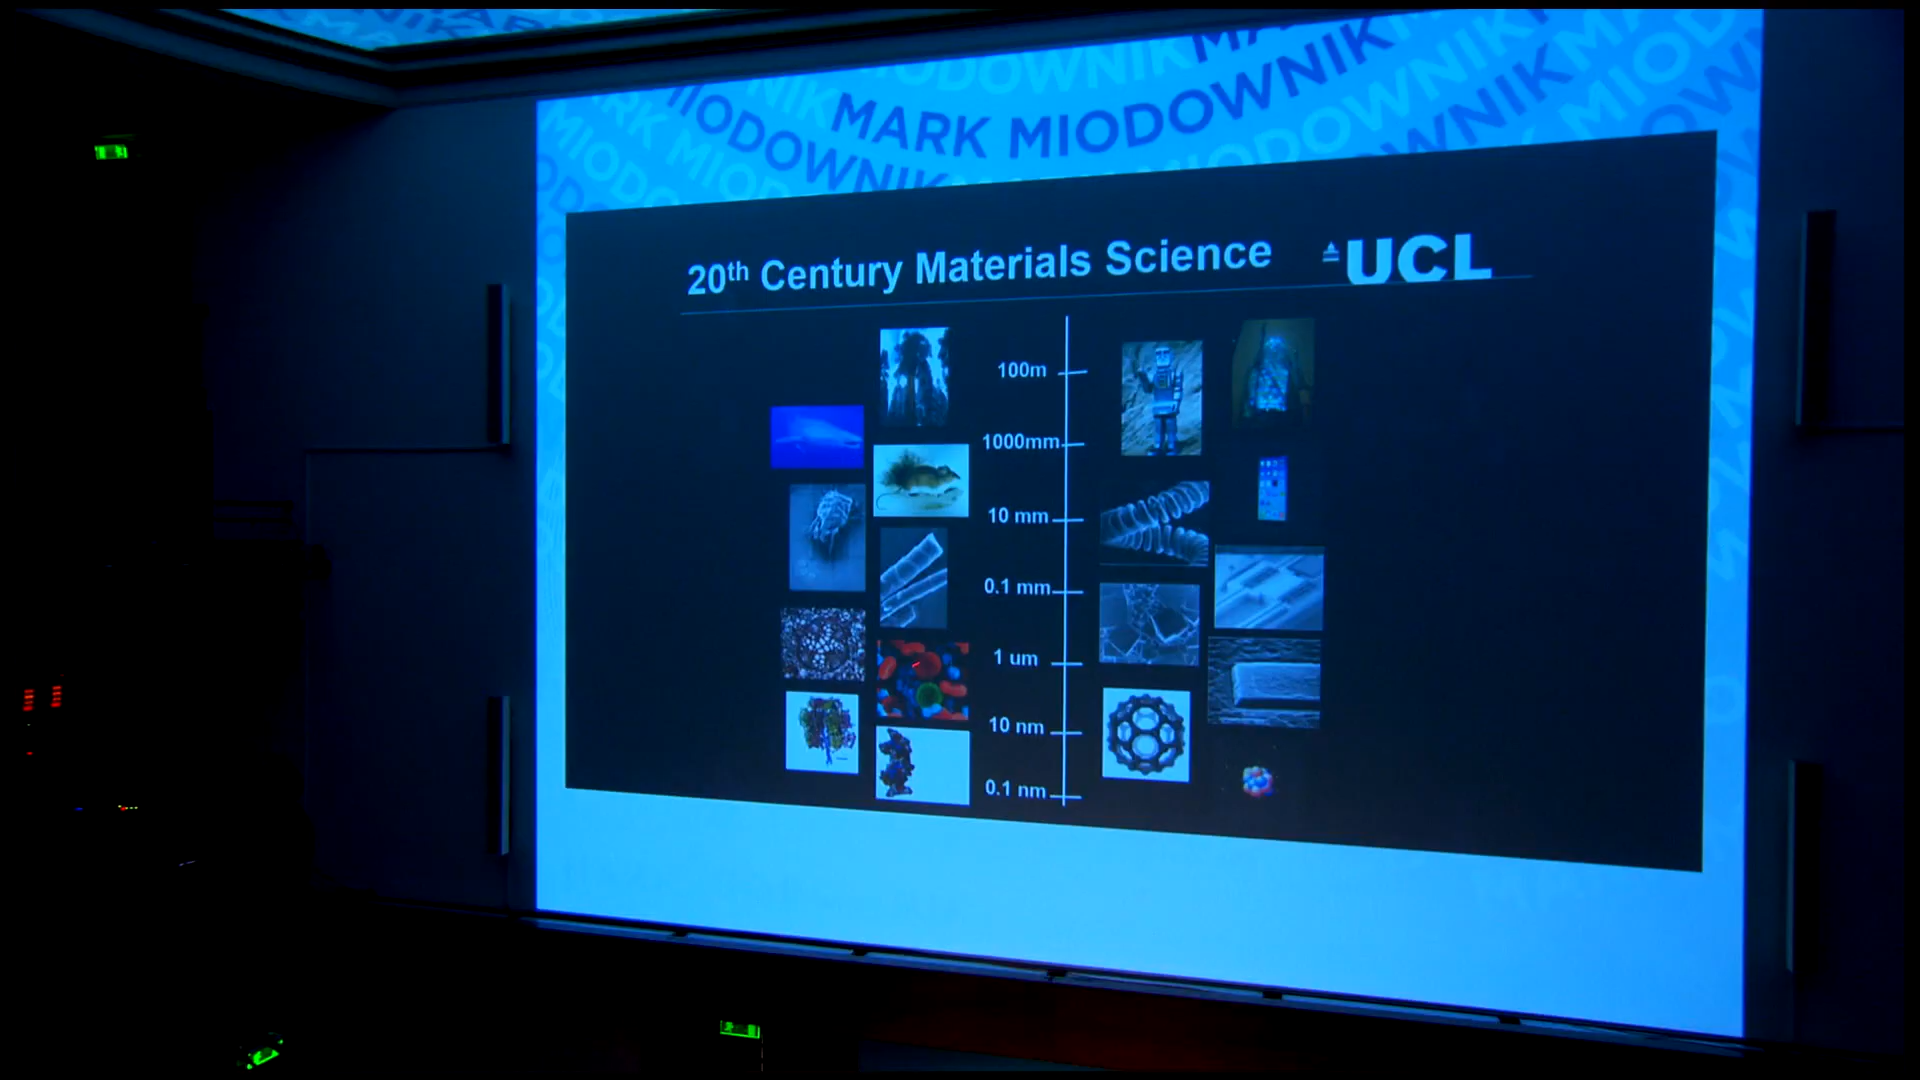 MARK MIODOWNIK
20th Century Materials Science
UCL
100m
1000mm
10 mm
0.1 mm
1 um
10 nm
0.1 nm